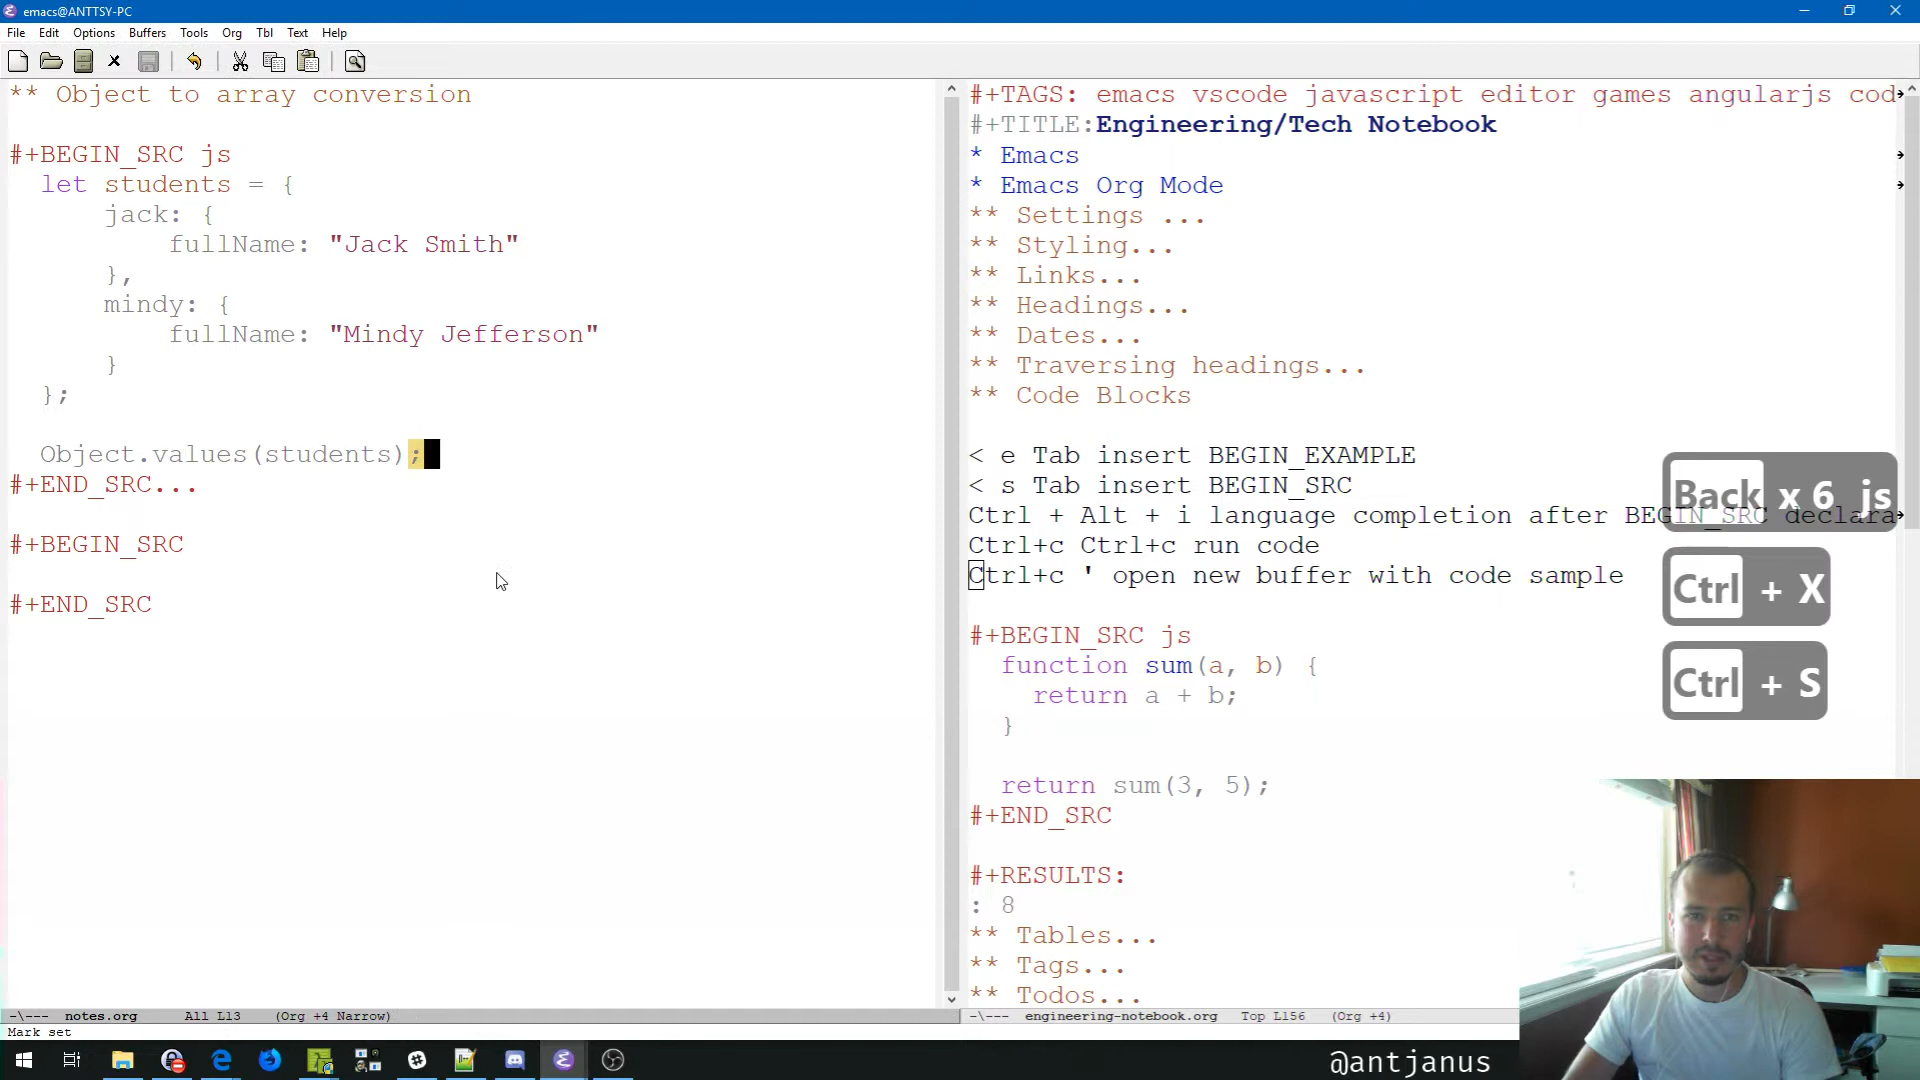 emacs@ANTTSY-PC
File Edit Options Buffers Tools Org Tbl Text Help
** Object to array conversion
#+BEGIN_SRC js
let students = {
jack: {
fullName: "Jack Smith"
},
mindy: {
fullName: "Mindy Jefferson"
}
};
Object.values(students);
#+END_SRC...
#+BEGIN_SRC
#+END_SRC
-\--- notes.org All L13 (Org +4 Narrow)
Mark set
#+TAGS: emacs vscode javascript editor games angularjs cod
#+TITLE:Engineering/Tech Notebook
* Emacs
* Emacs Org Mode
** Settings ...
** Styling...
** Links...
** Headings...
** Dates...
** Traversing headings...
** Code Blocks
< e Tab insert BEGIN_EXAMPLE
< s Tab insert BEGIN_SRC
Ctrl + Alt + i language completion after BEGIN_SRC declara
Ctrl+c Ctrl+c run code
Ctrl+c ' open new buffer with code sample
#+BEGIN_SRC js
function sum(a, b) {
return a + b;
}
return sum(3, 5);
#+END_SRC
#+RESULTS:
: 8
** Tables...
** Tags...
** Todos...
-\--- engineering-notebook.org Top L156 (Org +4)
Back x 6 js
Ctrl + X
Ctrl + S
@antjanus